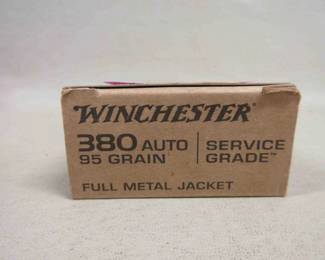 WINCHESTER
380 AUTO | SERVICE
95 GRAIN | GRADE™
FULL METAL JACKET